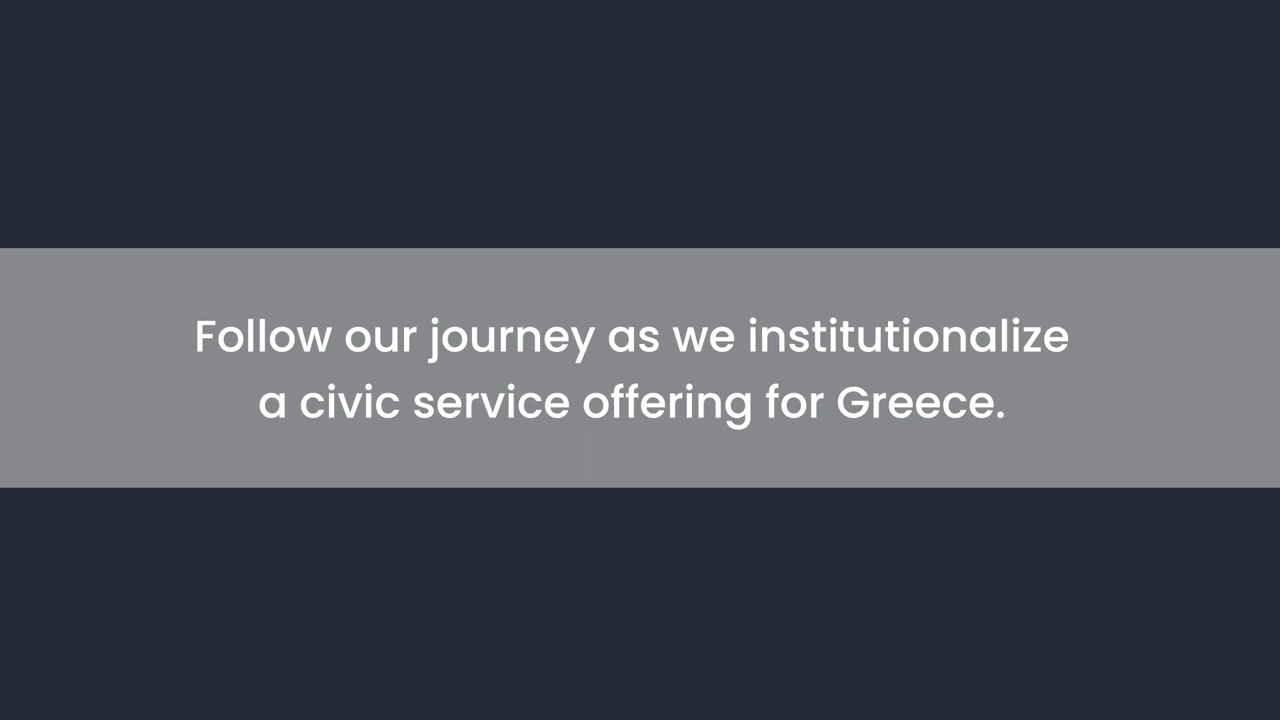 Follow our journey as we institutionalize
a civic service offering for Greece.